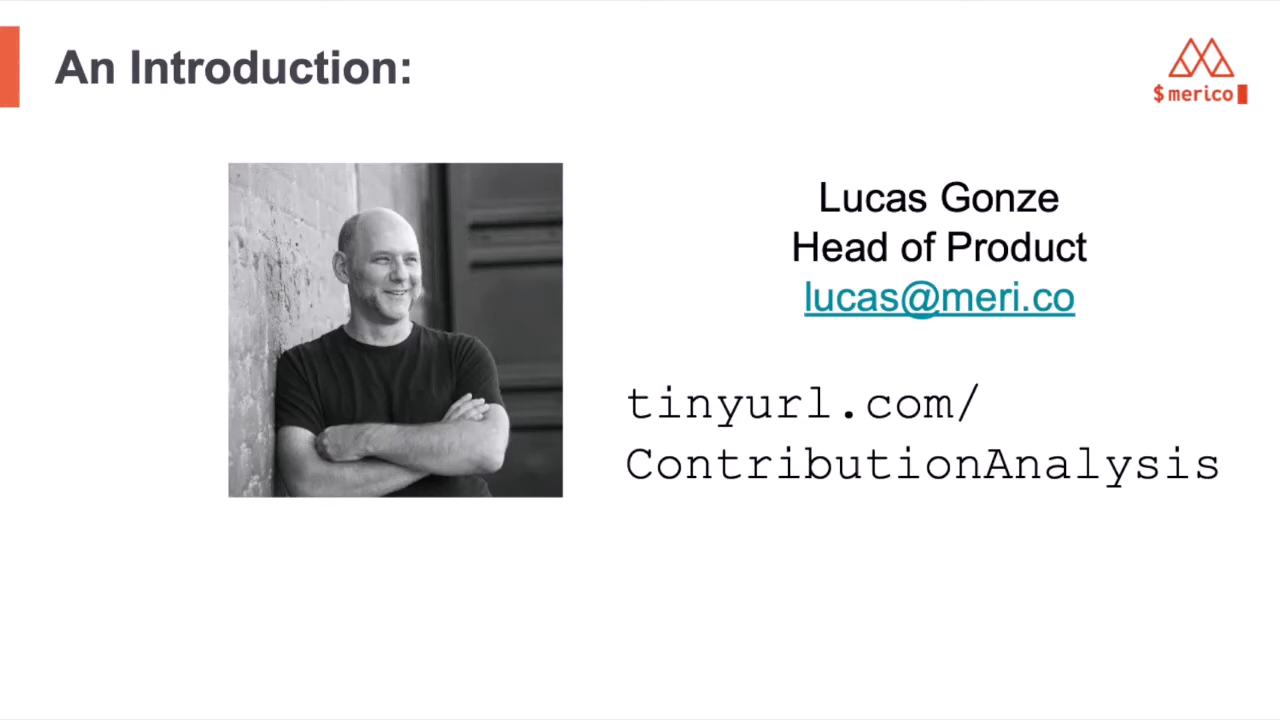 An Introduction:
$ merico
Lucas Gonze
Head of Product
lucas@meri.co
tinyurl.com/
ContributionAnalysis